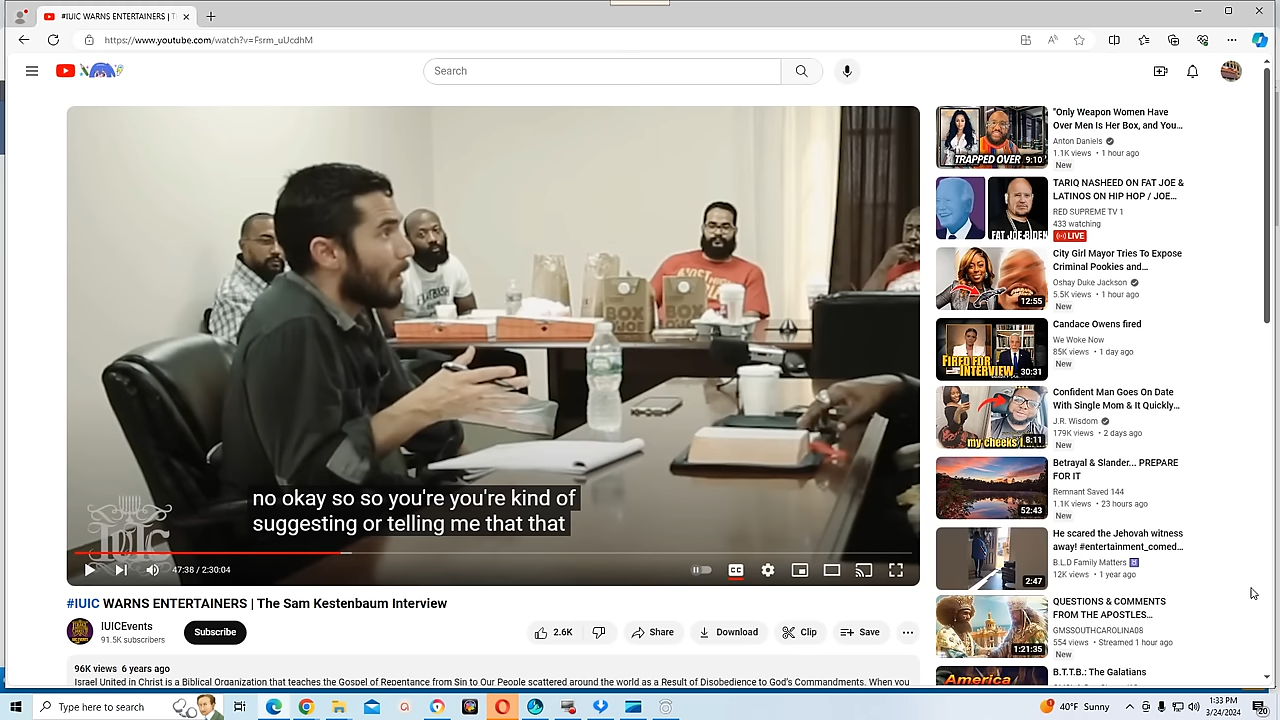 #IUIC WARNS ENTERTAINERS | T
https://www.youtube.com/watch?v=Fsrm_uUcdhM
Search
no okay so so you're you're kind of
suggesting or telling me that that
IUIC
47:38 / 2:30:04
CC
#IUIC WARNS ENTERTAINERS | The Sam Kestenbaum Interview
IUICEvents
91.5K subscribers
Subscribe
2.6K
Share
Download
Clip
Save
96K views 6 years ago
Israel United in Christ is a Biblical Organization that teaches the Gospel of Repentance from Sin to Our People scattered around the world as a Result of Disobedience to God's Commandments. When you
TRAPPED OVER
9:10
"Only Weapon Women Have
Over Men Is Her Box, and You...
Anton Daniels
1.1K views • 1 hour ago
New
FAT JOE BIDEN
TARIQ NASHEED ON FAT JOE &
LATINOS ON HIP HOP / JOE...
RED SUPREME TV 1
433 watching
LIVE
12:55
City Girl Mayor Tries To Expose
Criminal Pookies and...
Oshay Duke Jackson
5.5K views • 1 hour ago
New
FIRED FOR
INTERVIEW
30:31
Candace Owens fired
We Woke Now
85K views • 1 day ago
New
my cheeks
8:11
Confident Man Goes On Date
With Single Mom & It Quickly...
J.R. Wisdom
179K views • 2 days ago
New
52:43
Betrayal & Slander... PREPARE
FOR IT
Remnant Saved 144
1.1K views • 23 hours ago
New
2:47
He scared the Jehovah witness
away! #entertainment_comed...
B.L.D Family Matters
12K views • 1 year ago
1:21:35
QUESTIONS & COMMENTS
FROM THE APOSTLES...
GMSSOUTHCAROLINA08
554 views • Streamed 1 hour ago
New
America
B.T.T.B.: The Galatians
Type here to search
40°F Sunny
1:33 PM
3/24/2024
20